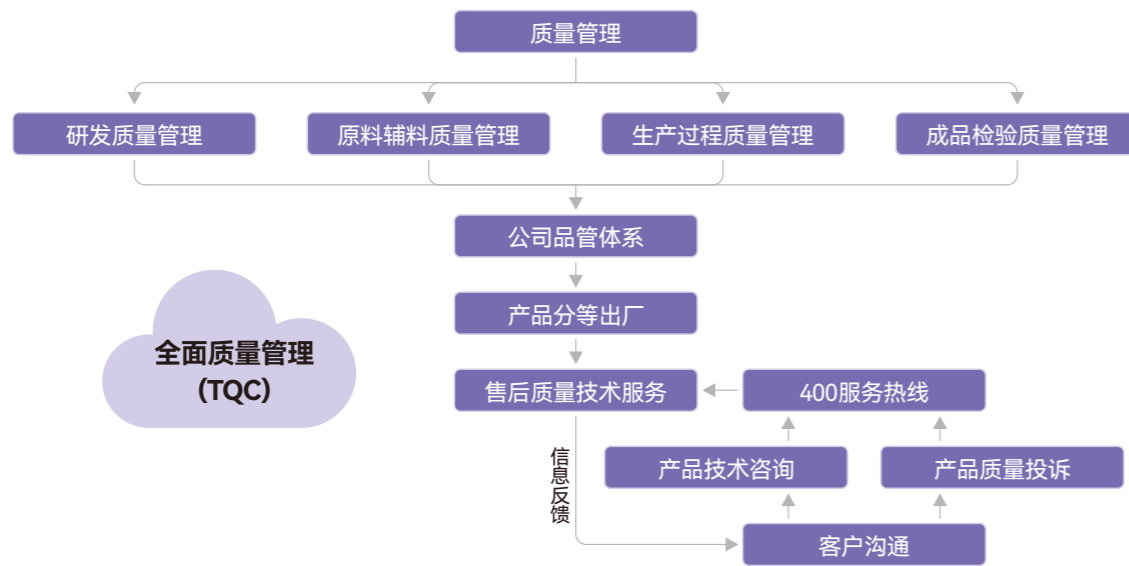 质量管理
研发质量管理
原料辅料质量管理
生产过程质量管理
成品检验质量管理
公司品管体系
产品分等出厂
全面质量管理
(TQC)
售后质量技术服务
400服务热线
信息反馈
产品技术咨询
产品质量投诉
客户沟通